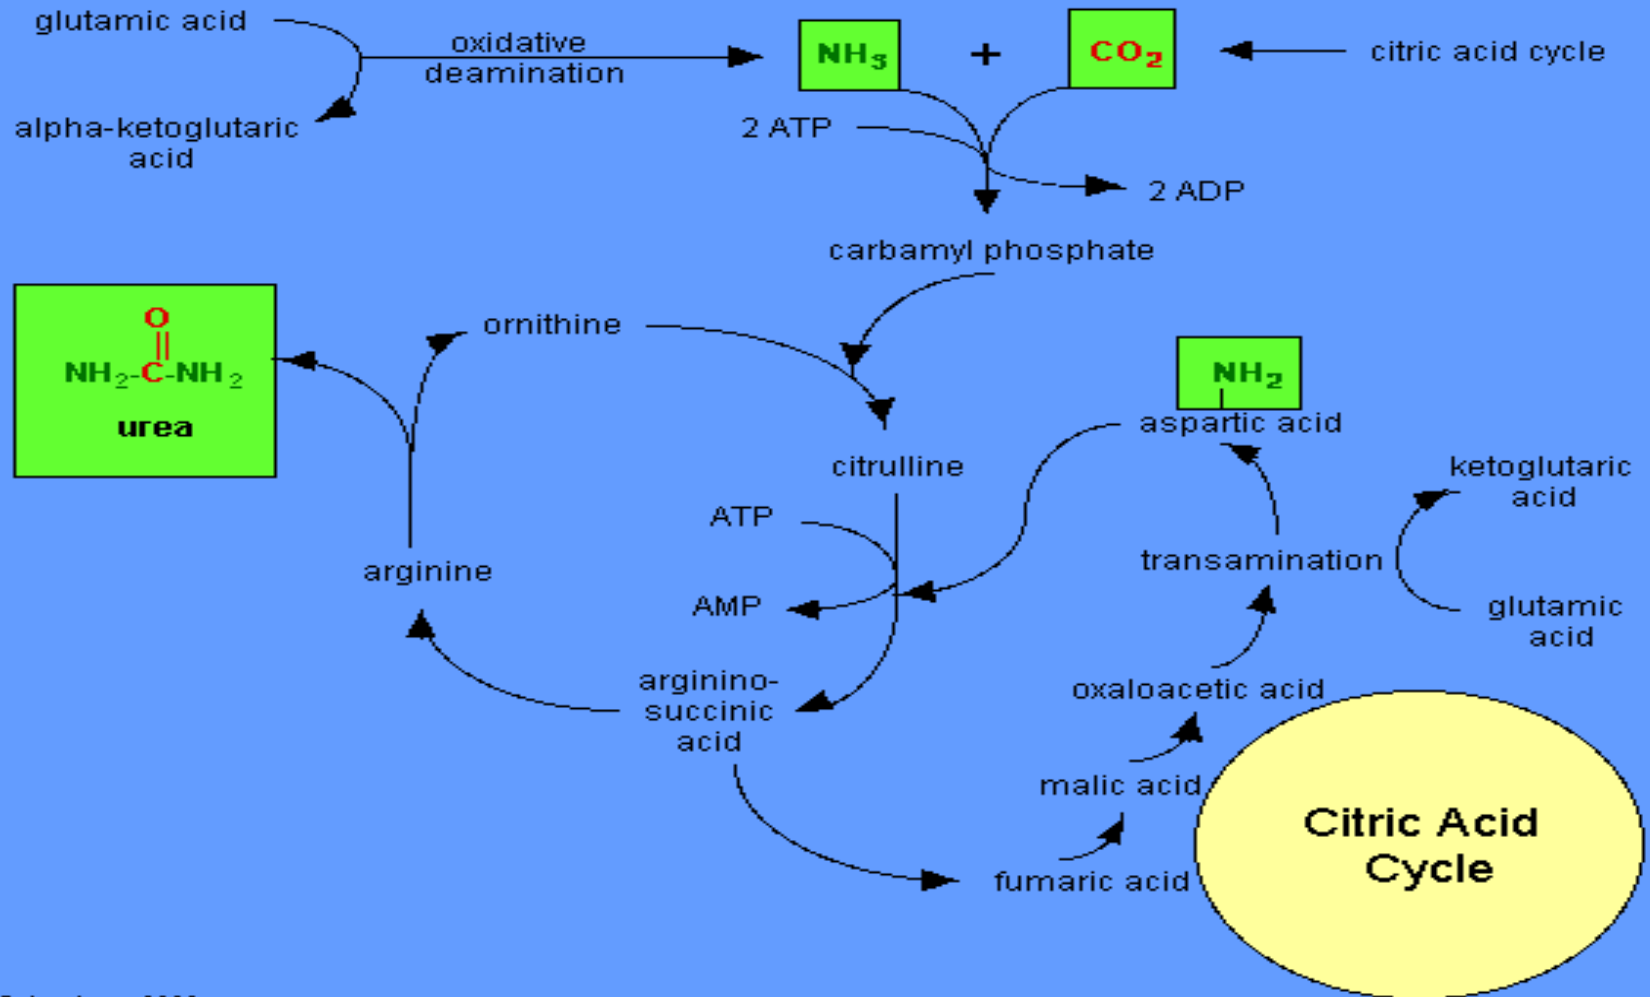 glutamic acid
oxidative
deamination
NH3
+
CO2
citric acid cycle
alpha-ketoglutaric
acid
2 ATP
2 ADP
carbamyl phosphate
O
NH2-C-NH2
urea
ornithine
NH2
aspartic acid
citrulline
ketoglutaric
acid
ATP
transamination
arginine
AMP
glutamic
acid
arginino-
succinic
acid
oxaloacetic acid
malic acid
Citric Acid
Cycle
fumaric acid